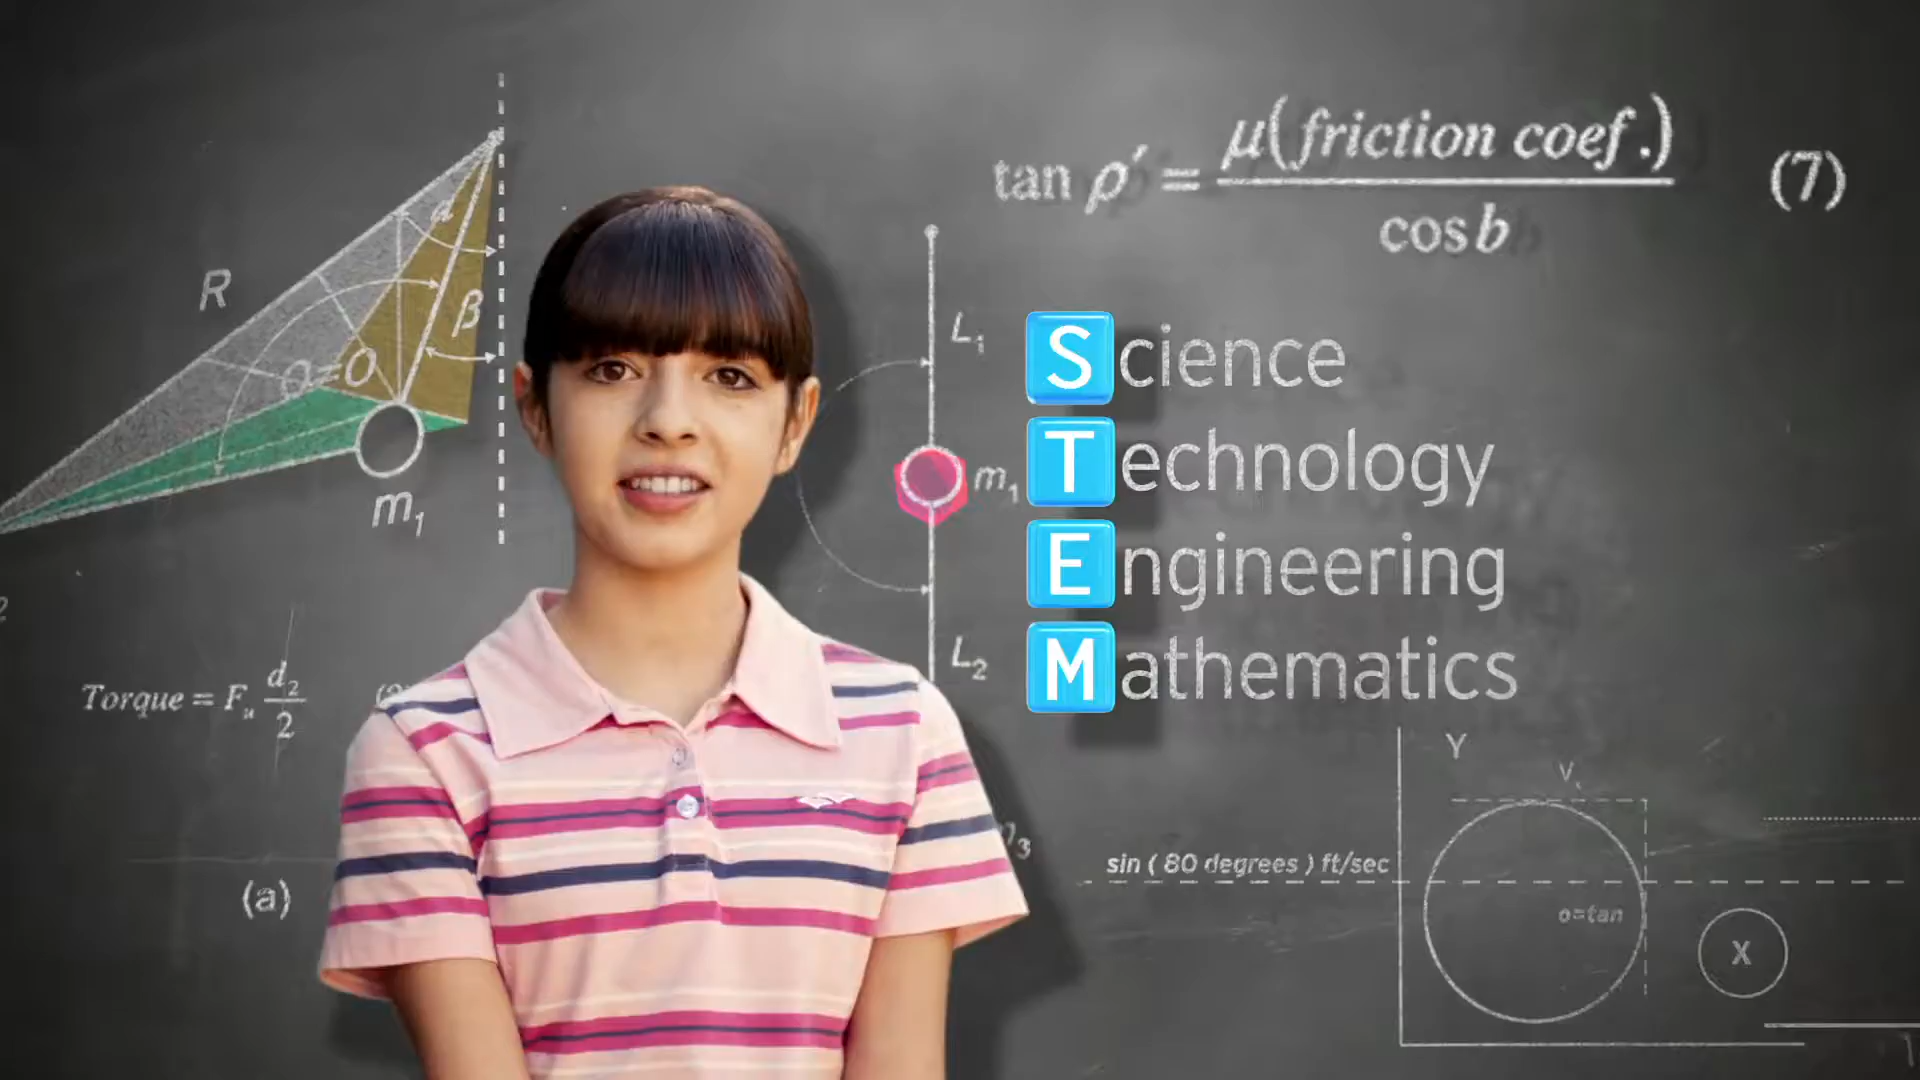 tan ρ′ = μ(friction coef.) / cos b (7)
α
R
β
O=O
m₁
L₁
m₁
L₂
Science
Technology
Engineering
Mathematics
Torque = Fᵤ d₂ / 2
(a)
Y
V
sin ( 80 degrees ) ft/sec
o=tan
X